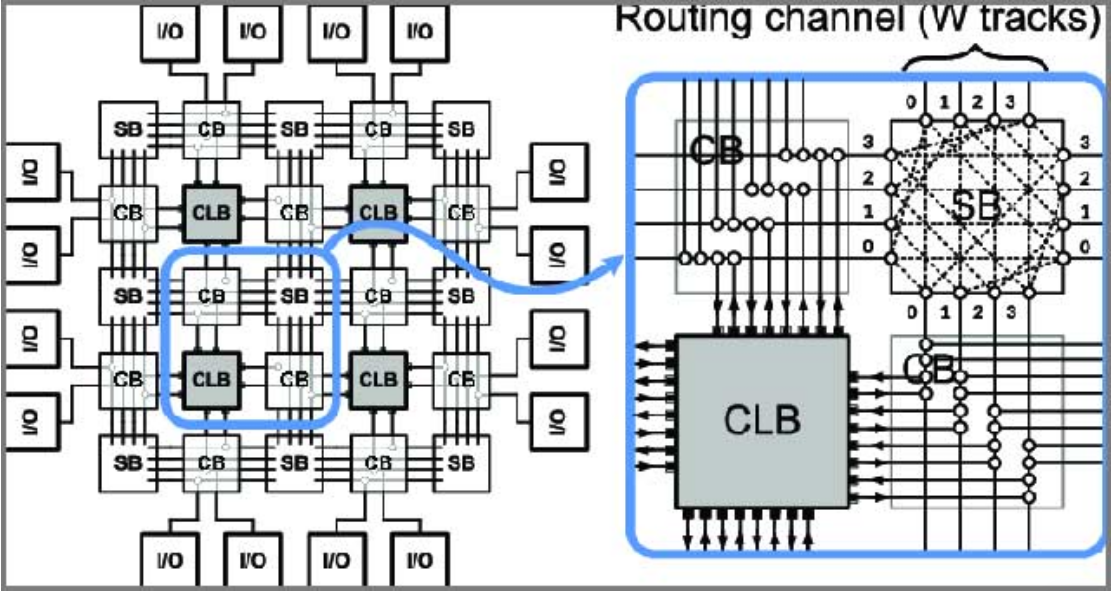 I/O I/O I/O I/O
Routing channel (W tracks)
SB CB SB CB SB
I/O I/O
CB CLB CB CLB CB
I/O I/O
SB CB SB CB SB
I/O I/O
CB CLB CB CLB CB
I/O I/O
SB CB SB CB SB
I/O I/O I/O I/O
0 1 2 3
CB
3 3
2 2
SB
1 1
0 0
0 1 2 3
CB
CLB